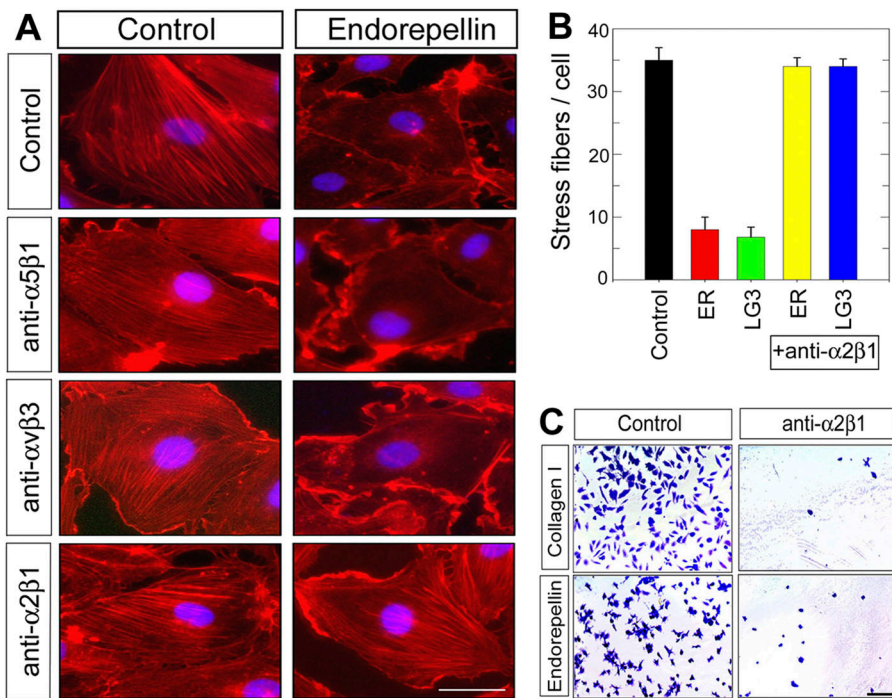 A
Control
Endorepellin
Control
anti-α5β1
anti-αvβ3
anti-α2β1
B
Stress fibers / cell
40
30
20
10
0
Control
ER
LG3
ER
LG3
+anti-α2β1
C
Control
anti-α2β1
Collagen I
Endorepellin